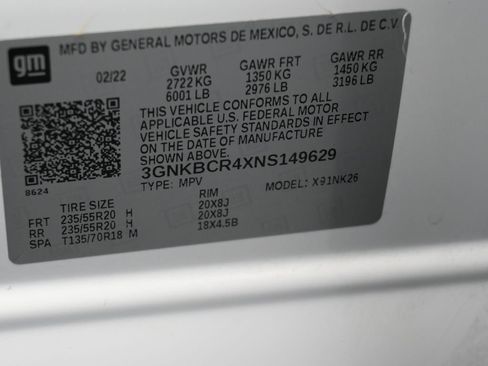 gm
MFD BY GENERAL MOTORS DE MEXICO, S. DE R.L. DE C.V.
02/22 GVWR GAWR FRT GAWR RR
2722 KG 1350 KG 1450 KG
6001 LB 2976 LB 3196 LB
THIS VEHICLE CONFORMS TO ALL
APPLICABLE U.S. FEDERAL MOTOR
VEHICLE SAFETY STANDARDS IN EFFECT
ON THE DATE OF MANUFACTURE
SHOWN ABOVE.
3GNKBCR4XNS149629
8624
TYPE: MPV MODEL: X91NK26
TIRE SIZE RIM
FRT 235/55R20 H 20X8J
RR 235/55R20 H 20X8J
SPA T135/70R18 M 18X4.5B